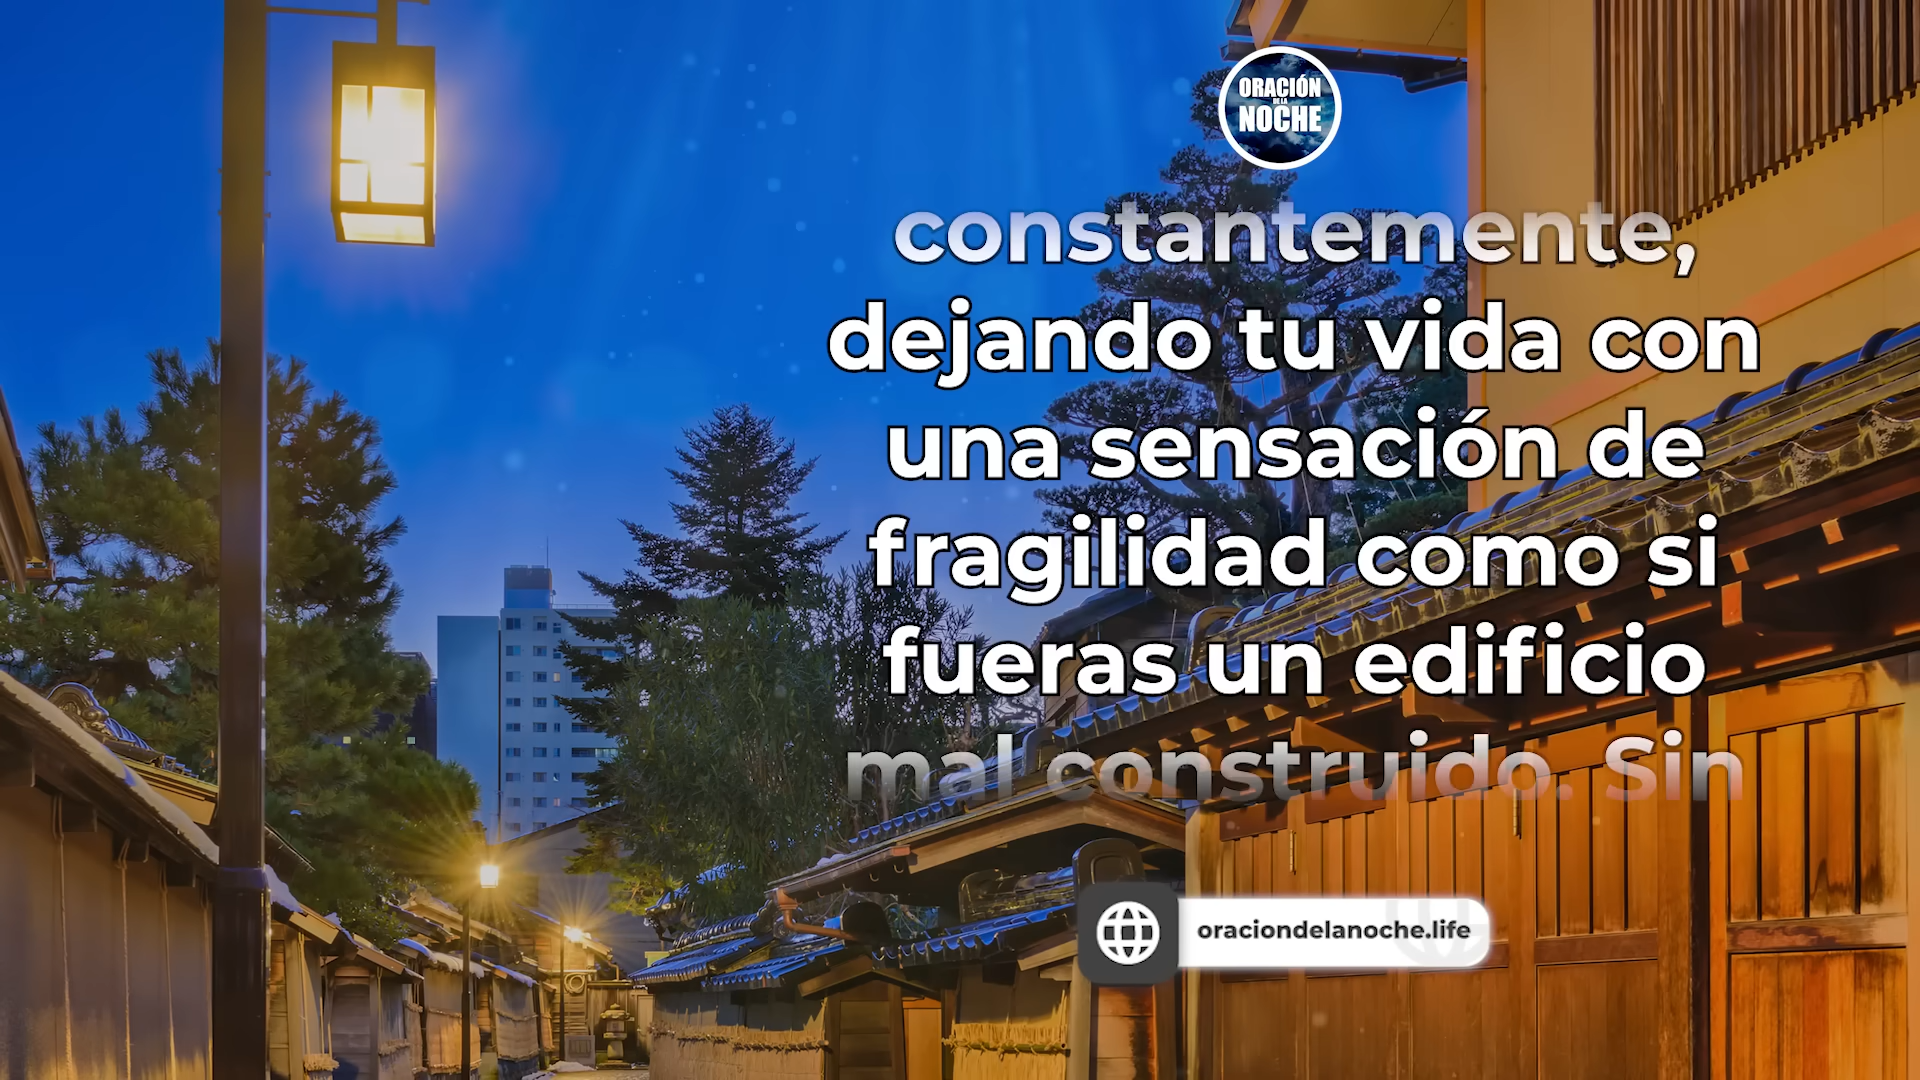 ORACIÓN
DE LA
NOCHE
constantemente,
dejando tu vida con
una sensación de
fragilidad como si
fueras un edificio
mal construido. Sin
oraciondelanoche.life